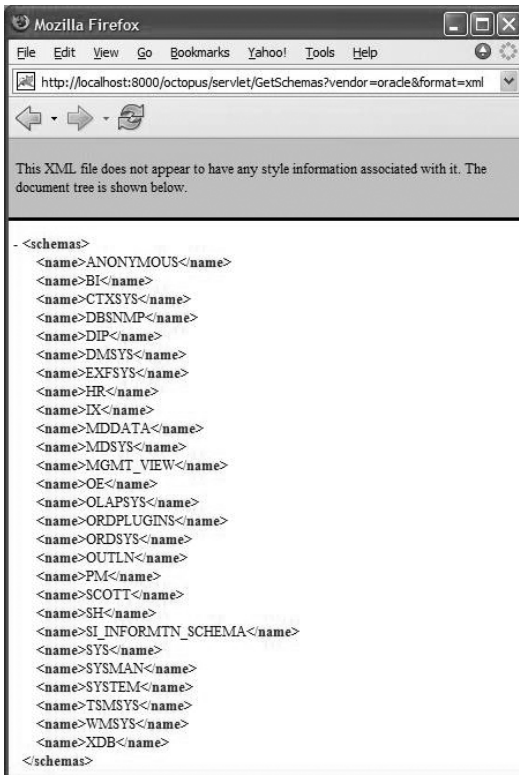 Mozilla Firefox
File Edit View Go Bookmarks Yahoo! Tools Help
http://localhost:8000/octopus/servlet/GetSchemas?vendor=oracle&format=xml
This XML file does not appear to have any style information associated with it. The
document tree is shown below.
- <schemas>
<name>ANONYMOUS</name>
<name>BI</name>
<name>CTXSYS</name>
<name>DBSNMP</name>
<name>DIP</name>
<name>DMSYS</name>
<name>EXFSYS</name>
<name>HR</name>
<name>IX</name>
<name>MDDATA</name>
<name>MDSYS</name>
<name>MGMT_VIEW</name>
<name>OE</name>
<name>OLAPSYS</name>
<name>ORDPLUGINS</name>
<name>ORDSYS</name>
<name>OUTLN</name>
<name>PM</name>
<name>SCOTT</name>
<name>SH</name>
<name>SI_INFORMTN_SCHEMA</name>
<name>SYS</name>
<name>SYSMAN</name>
<name>SYSTEM</name>
<name>TSMSYS</name>
<name>WMSYS</name>
<name>XDB</name>
</schemas>